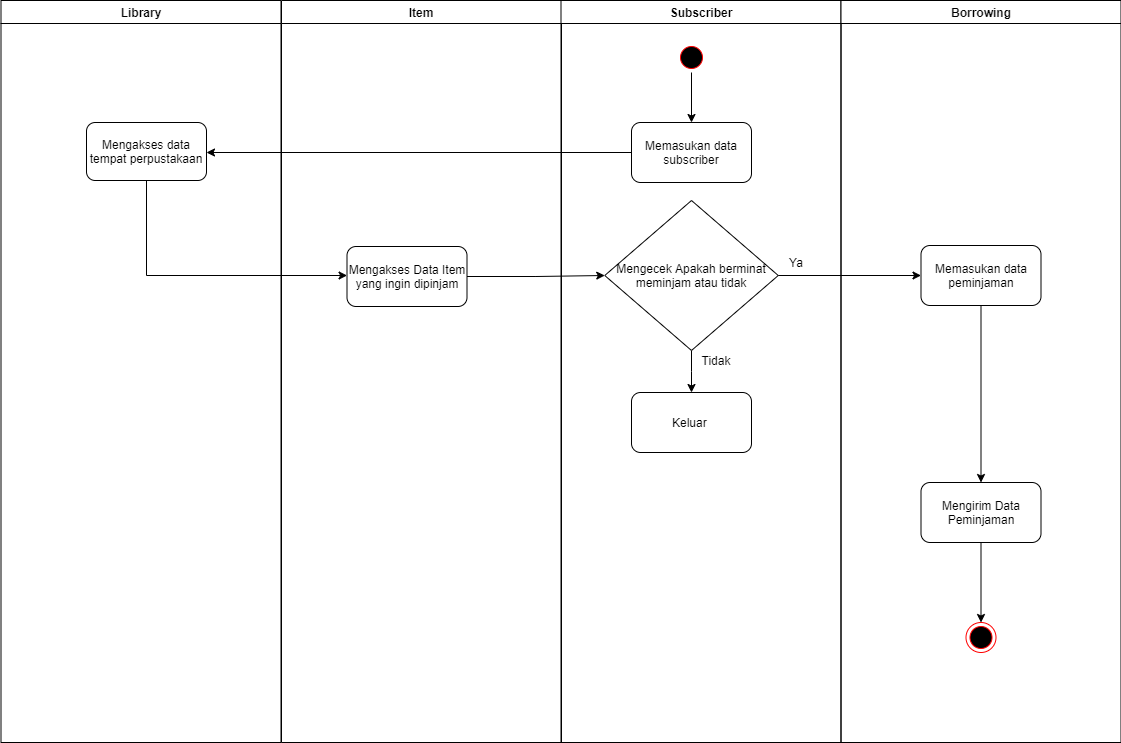 Library
Item
Subscriber
Borrowing
Mengakses data
tempat perpustakaan
Memasukan data
subscriber
Mengakses Data Item
yang ingin dipinjam
Mengecek Apakah berminat
meminjam atau tidak
Ya
Memasukan data
peminjaman
Tidak
Keluar
Mengirim Data
Peminjaman